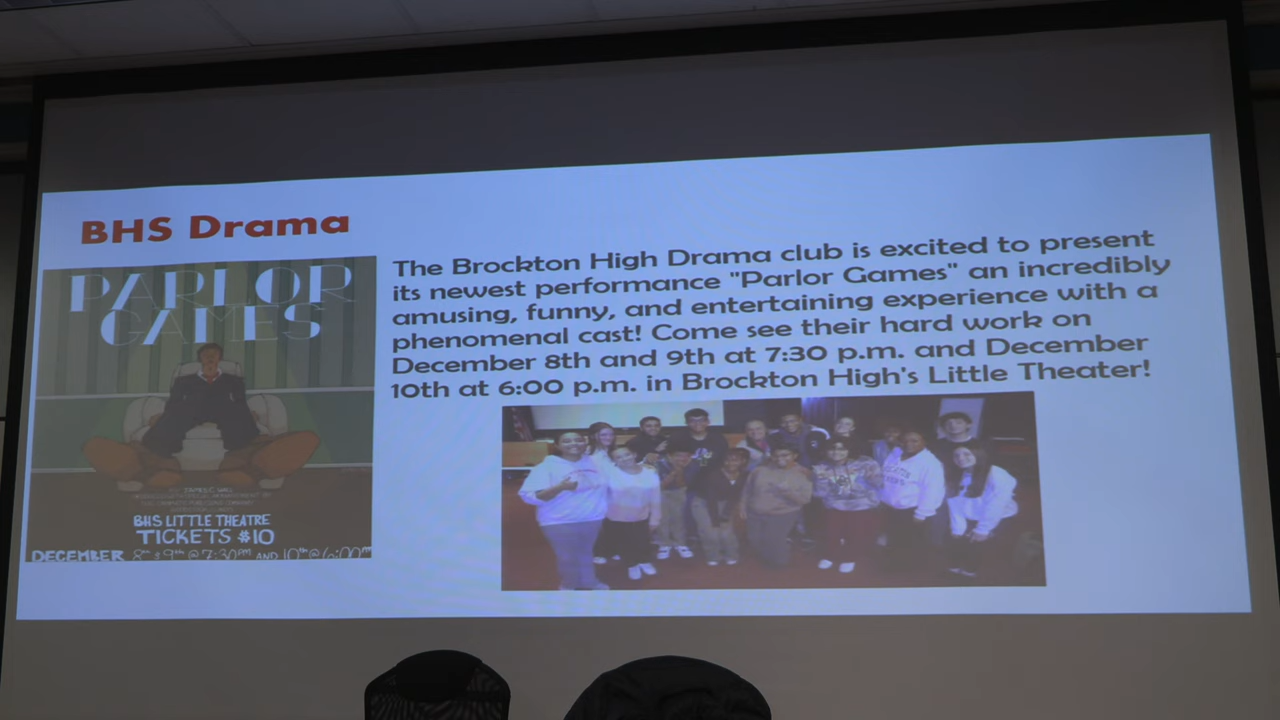 BHS Drama
PARLOR
GAMES
BHS LITTLE THEATRE
TICKETS $10
DECEMBER 8th & 9th @ 7:30PM AND 10th @ 6:00PM
The Brockton High Drama club is excited to present
its newest performance "Parlor Games" an incredibly
amusing, funny, and entertaining experience with a
phenomenal cast! Come see their hard work on
December 8th and 9th at 7:30 p.m. and December
10th at 6:00 p.m. in Brockton High's Little Theater!